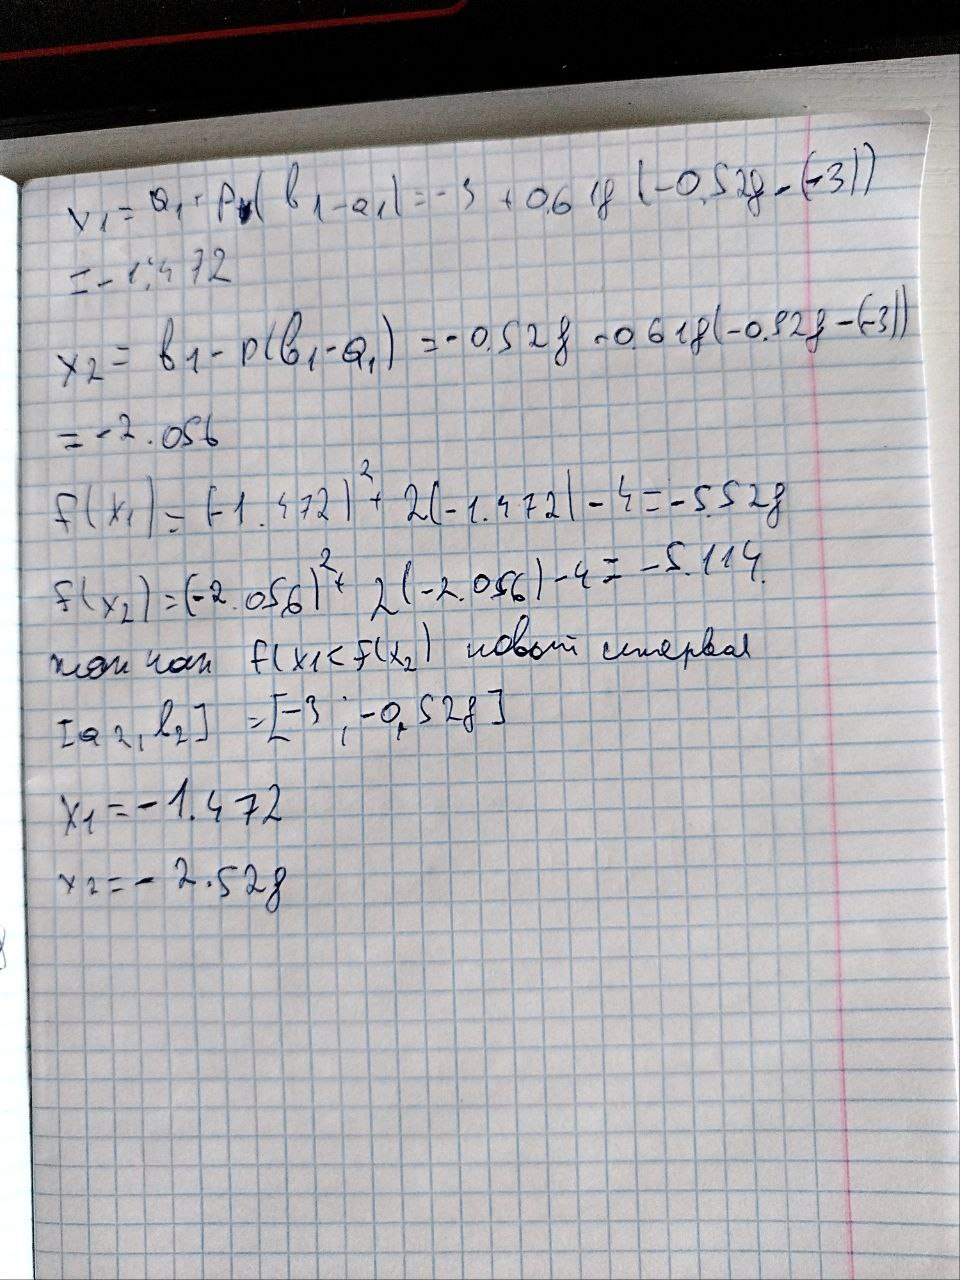 x₁ = a₁ + p(b₁-a₁) = -3 + 0.618(-0.528-(-3))
= -1.472
x₂ = b₁ - p(b₁-a₁) = -0.528 - 0.618(-0.528-(-3))
= -2.056
f(x₁) = (-1.472)² + 2(-1.472) - 4 = -5.528
f(x₂) = (-2.056)² + 2(-2.056) - 4 = -5.114.
так как f(x₁ < f(x₂) новый интервал
[a₂, b₂] = [-3 ; -0,528]
x₁ = -1.472
x₂ = - 2.528